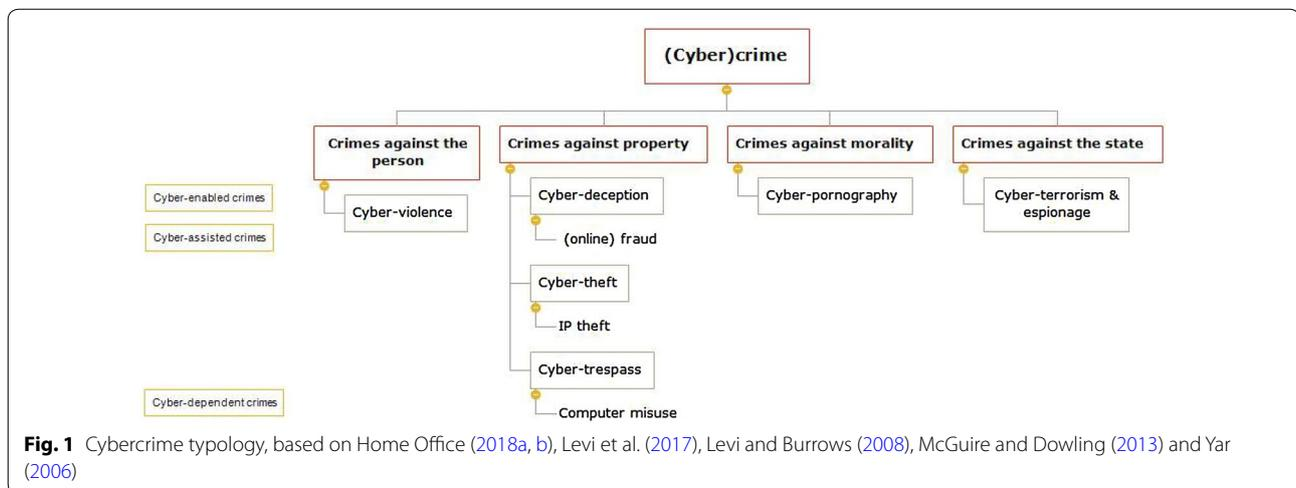 (Cyber)crime
Crimes against the
person
Crimes against property
Crimes against morality
Crimes against the state
Cyber-enabled crimes
Cyber-violence
Cyber-deception
Cyber-pornography
Cyber-terrorism &
espionage
Cyber-assisted crimes
(online) fraud
Cyber-theft
IP theft
Cyber-trespass
Cyber-dependent crimes
Computer misuse
Fig. 1 Cybercrime typology, based on Home Office (2018a, b), Levi et al. (2017), Levi and Burrows (2008), McGuire and Dowling (2013) and Yar
(2006)